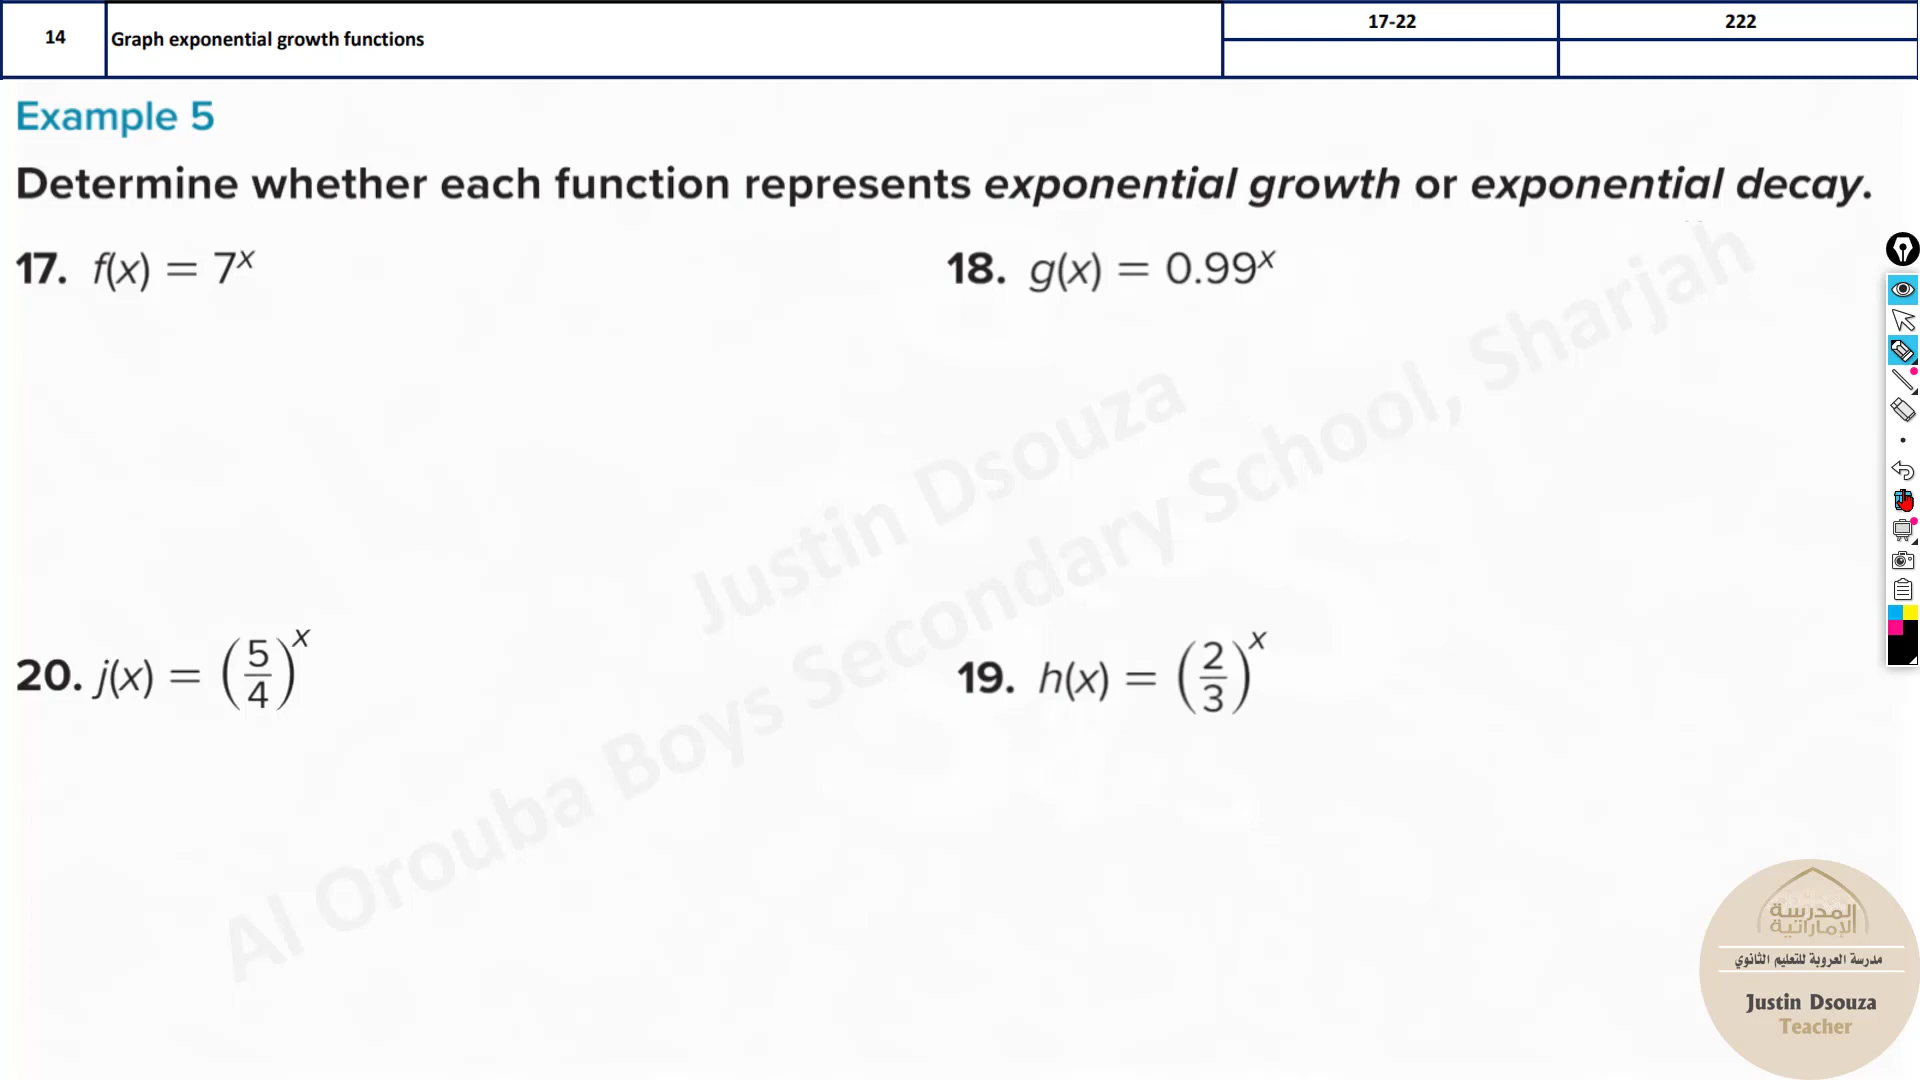 14 Graph exponential growth functions 17-22 222
Example 5
Determine whether each function represents exponential growth or exponential decay.
17. f(x) = 7^x
18. g(x) = 0.99^x
20. j(x) = (5/4)^x
19. h(x) = (2/3)^x
Justin Dsouza
Al Orouba Boys Secondary School, Sharjah
المدرسة
الإماراتية
مدرسة العروبة للتعليم الثانوي
Justin Dsouza
Teacher